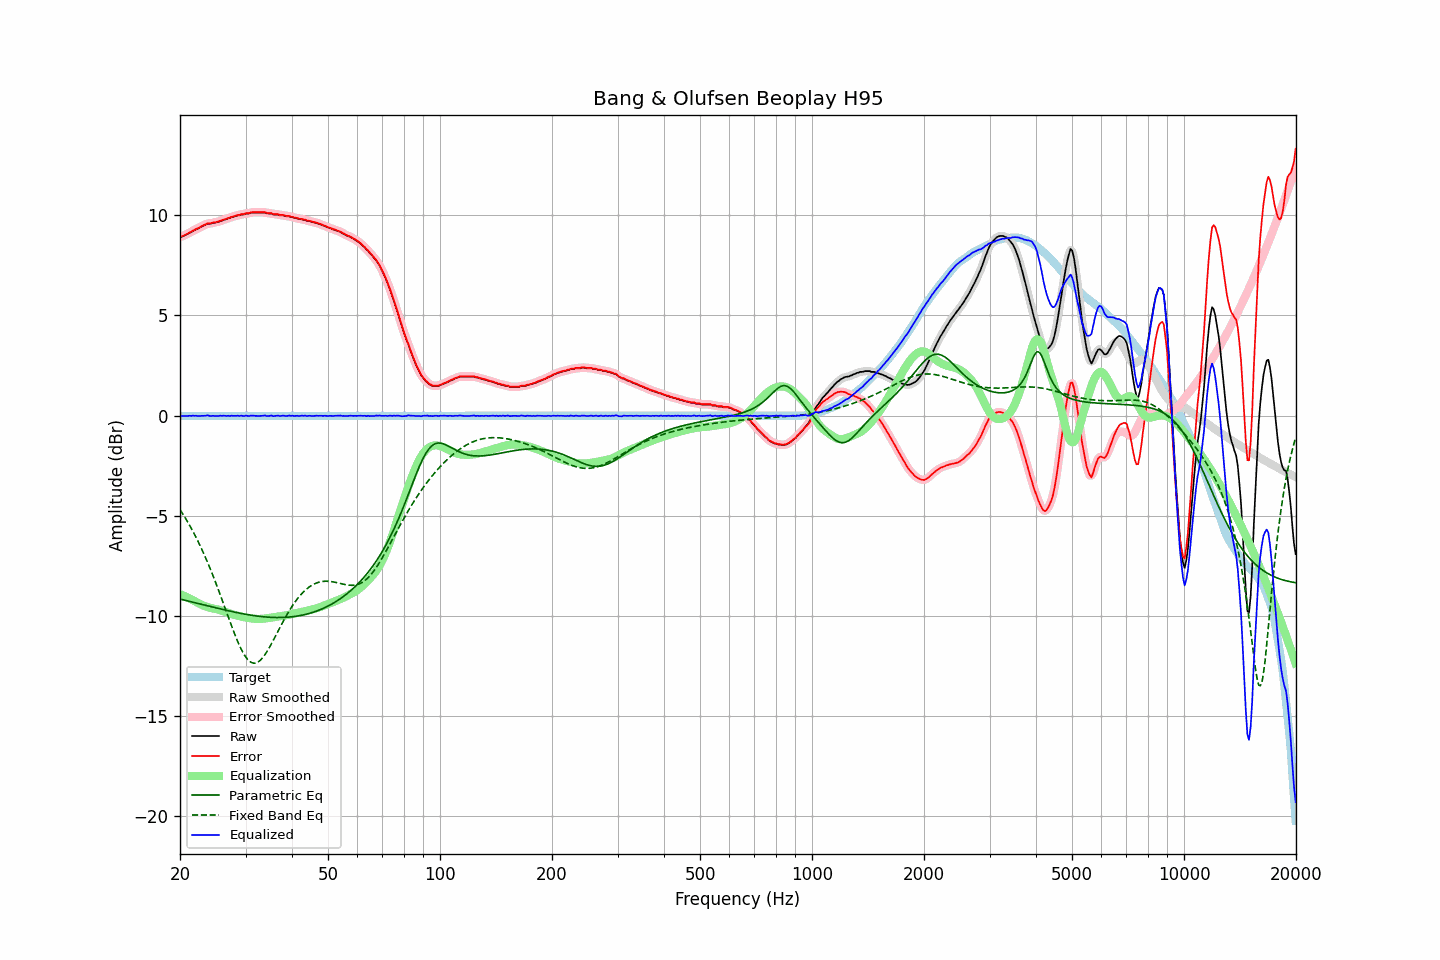 Bang & Olufsen Beoplay H95
Amplitude (dBr)
10
5
0
−5
−10
−15
−20
Target
Raw Smoothed
Error Smoothed
Raw
Error
Equalization
Parametric Eq
Fixed Band Eq
Equalized
20 50 100 200 500 1000 2000 5000 10000 20000
Frequency (Hz)